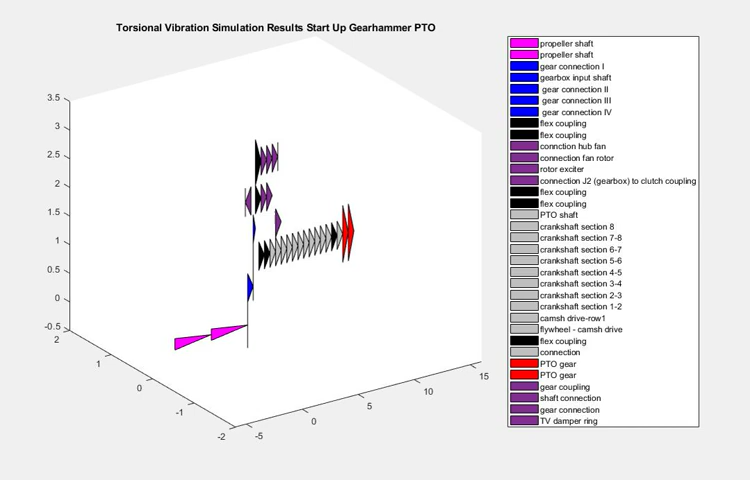 Torsional Vibration Simulation Results Start Up Gearhammer PTO
3.5
3
2.5
2
1.5
1
0.5
0
-0.5
2
1
0
-1
-2
-5
0
5
10
15
propeller shaft
propeller shaft
gear connection I
gearbox input shaft
gear connection II
gear connection III
gear connection IV
flex coupling
flex coupling
connction hub fan
connection fan rotor
rotor exciter
connection J2 (gearbox) to clutch coupling
flex coupling
flex coupling
PTO shaft
crankshaft section 8
crankshaft section 7-8
crankshaft section 6-7
crankshaft section 5-6
crankshaft section 4-5
crankshaft section 3-4
crankshaft section 2-3
crankshaft section 1-2
camsh drive-row1
flywheel - camsh drive
flex coupling
connection
PTO gear
PTO gear
gear coupling
shaft connection
gear connection
TV damper ring